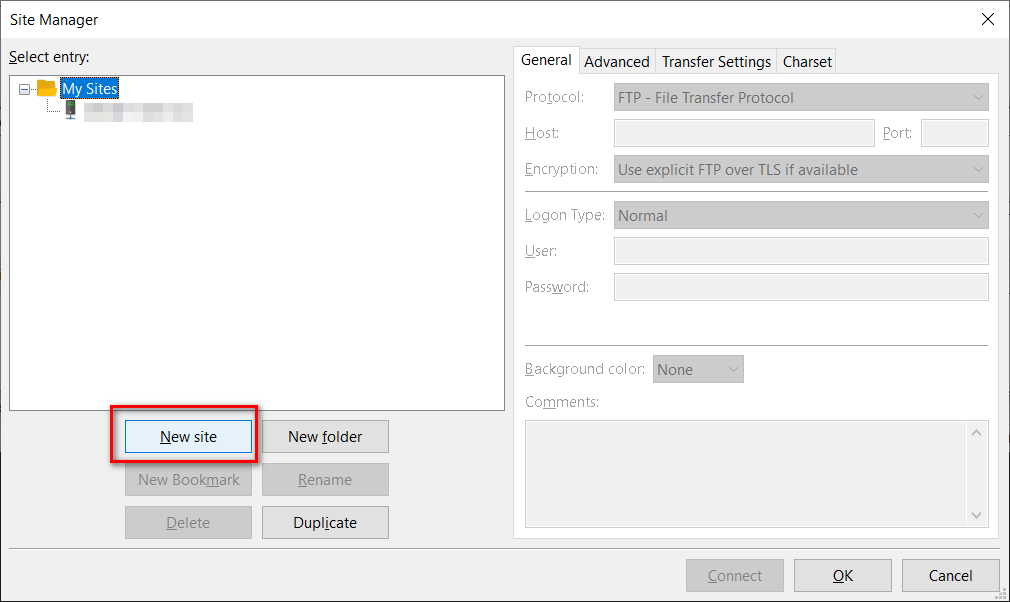 Site Manager
Select entry:
My Sites
New site
New folder
New Bookmark
Rename
Delete
Duplicate
General
Advanced
Transfer Settings
Charset
Protocol:
FTP - File Transfer Protocol
Host:
Port:
Encryption:
Use explicit FTP over TLS if available
Logon Type:
Normal
User:
Password:
Background color:
None
Comments:
Connect
OK
Cancel